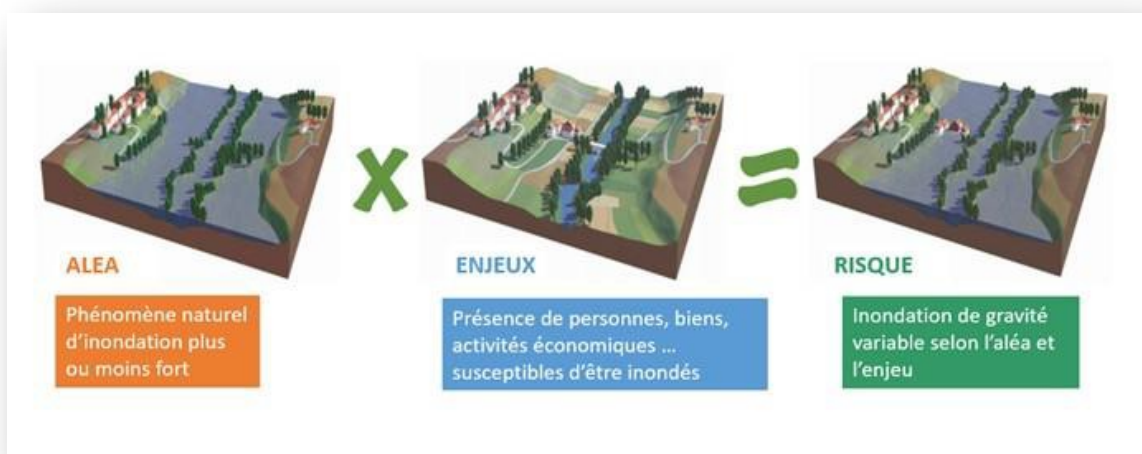 X
=
ALEA
ENJEUX
RISQUE
Phénomène naturel
d'inondation plus
ou moins fort
Présence de personnes, biens,
activités économiques ...
susceptibles d'être inondés
Inondation de gravité
variable selon l'aléa et
l'enjeu